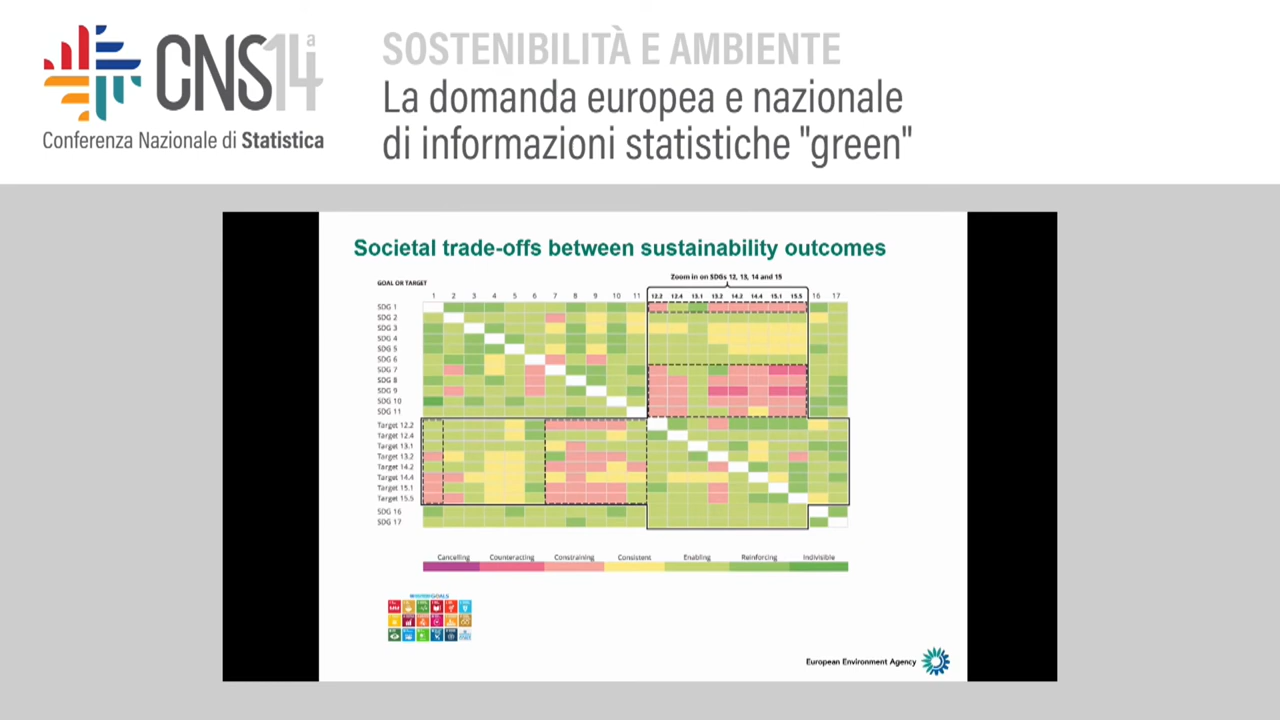 CNS14a
Conferenza Nazionale di Statistica
SOSTENIBILITÀ E AMBIENTE
La domanda europea e nazionale
di informazioni statistiche "green"
Societal trade-offs between sustainability outcomes
Zoom in on SDGs 12, 13, 14 and 15
GOAL OR TARGET
1 2 3 4 5 6 7 8 9 10 11 12.2 12.4 13.1 13.2 14.2 14.4 15.1 15.5 16 17
SDG 1
SDG 2
SDG 3
SDG 4
SDG 5
SDG 6
SDG 7
SDG 8
SDG 9
SDG 10
SDG 11
Target 12.2
Target 12.4
Target 13.1
Target 13.2
Target 14.2
Target 14.4
Target 15.1
Target 15.5
SDG 16
SDG 17
Cancelling Counteracting Constraining Consistent Enabling Reinforcing Indivisible
GOALS
European Environment Agency